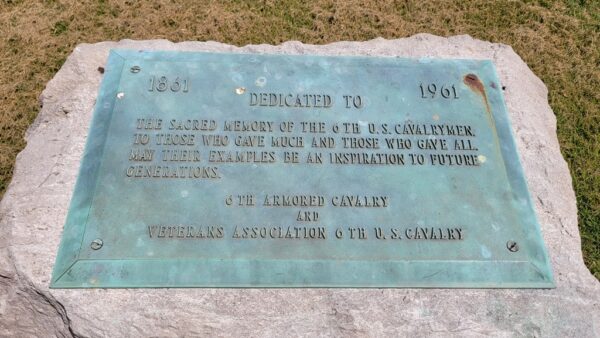 1861 1961
DEDICATED TO
THE SACRED MEMORY OF THE 6 TH U.S. CAVALRYMEN,
TO THOSE WHO GAVE MUCH AND THOSE WHO GAVE ALL.
MAY THEIR EXAMPLES BE AN INSPIRATION TO FUTURE
GENERATIONS.
6 TH ARMORED CAVALRY
AND
VETERANS ASSOCIATION 6 TH U.S. CAVALRY